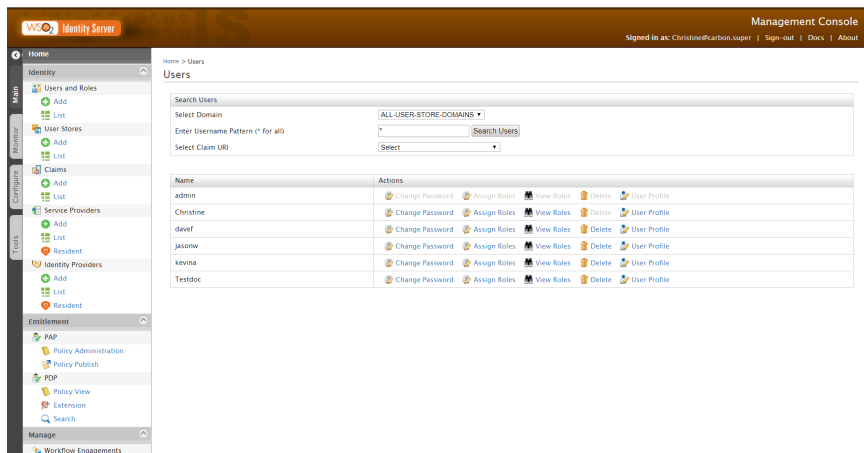 WSO2 Identity Server
Management Console
Signed-in as: Christine@carbon.super | Sign-out | Docs | About
Main
Monitor
Configure
Tools
Home
Identity
Users and Roles
Add
List
User Stores
Add
List
Claims
Add
List
Service Providers
Add
List
Resident
Identity Providers
Add
List
Resident
Entitlement
PAP
Policy Administration
Policy Publish
PDP
Policy View
Extension
Search
Manage
Workflow Engagements
Home > Users
Users
Search Users
Select Domain ALL-USER-STORE-DOMAINS
Enter Username Pattern (* for all) * Search Users
Select Claim URI Select
Name Actions
admin Change Password Assign Roles View Roles Delete User Profile
Christine Change Password Assign Roles View Roles Delete User Profile
davef Change Password Assign Roles View Roles Delete User Profile
jasonw Change Password Assign Roles View Roles Delete User Profile
kevina Change Password Assign Roles View Roles Delete User Profile
Testdoc Change Password Assign Roles View Roles Delete User Profile